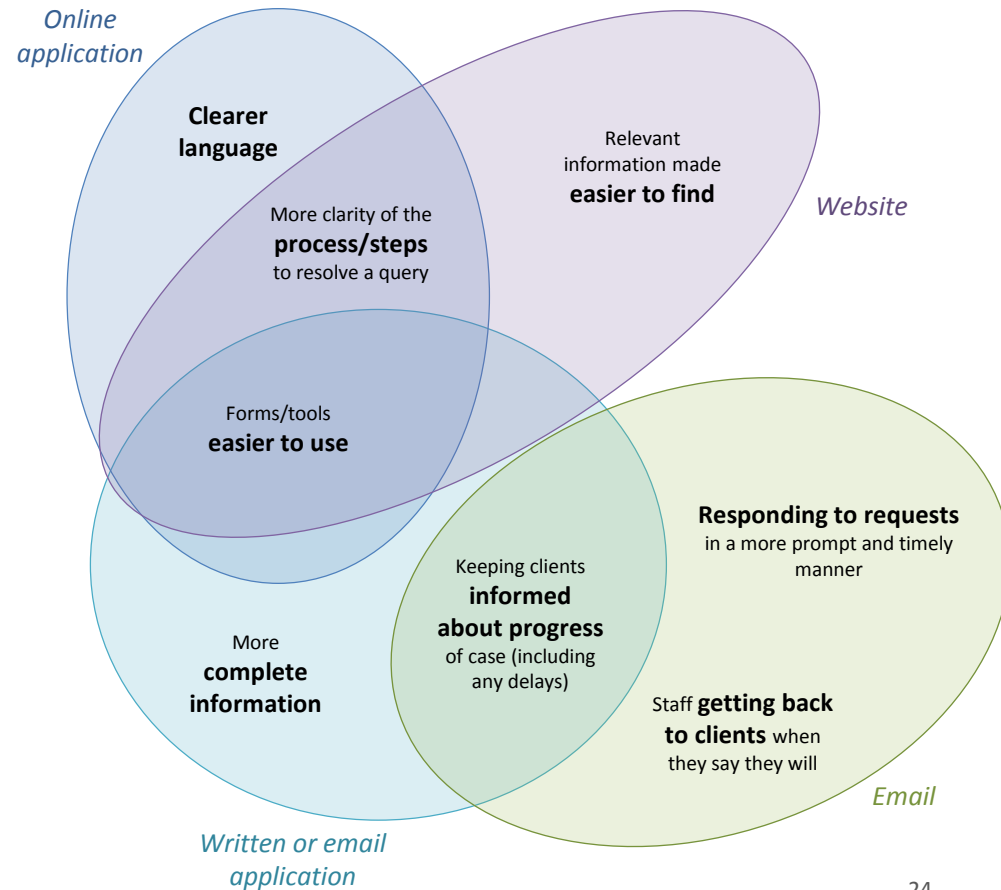 Online
application
Clearer
language
Relevant
information made
easier to find
Website
More clarity of the
process/steps
to resolve a query
Forms/tools
easier to use
Responding to requests
in a more prompt and timely
manner
Keeping clients
informed
about progress
of case (including
any delays)
More
complete
information
Staff getting back
to clients when
they say they will
Email
Written or email
application
24